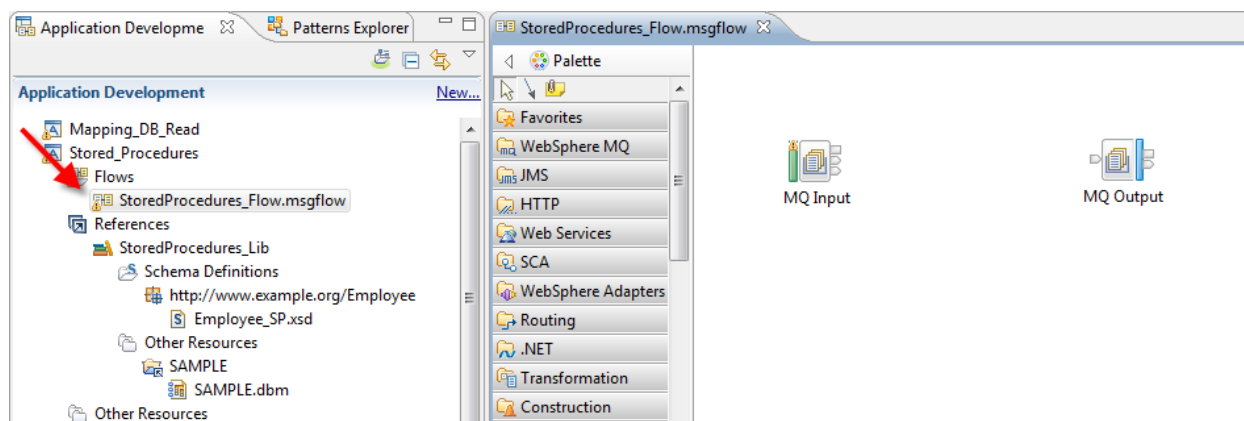 Application Developme
Patterns Explorer
Application Development
New...
Mapping_DB_Read
Stored_Procedures
Flows
StoredProcedures_Flow.msgflow
References
StoredProcedures_Lib
Schema Definitions
http://www.example.org/Employee
Employee_SP.xsd
Other Resources
SAMPLE
SAMPLE.dbm
Other Resources
StoredProcedures_Flow.msgflow
Palette
Favorites
WebSphere MQ
JMS
HTTP
Web Services
SCA
WebSphere Adapters
Routing
.NET
Transformation
Construction
MQ Input
MQ Output